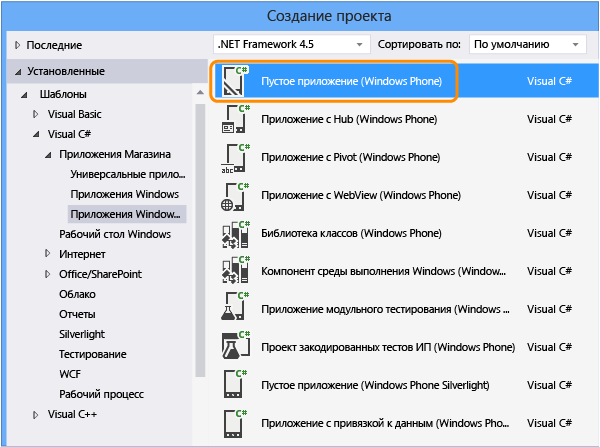 Создание проекта
Последние
.NET Framework 4.5
Сортировать по:
По умолчанию
Установленные
Шаблоны
Visual Basic
Visual C#
Приложения Магазина
Универсальные прило...
Приложения Windows
Приложения Window...
Рабочий стол Windows
Интернет
Office/SharePoint
Облако
Отчеты
Silverlight
Тестирование
WCF
Рабочий процесс
Visual C++
C# Пустое приложение (Windows Phone) Visual C#
C# Приложение с Hub (Windows Phone) Visual C#
C# abc Приложение с Pivot (Windows Phone) Visual C#
C# Приложение с WebView (Windows Phone) Visual C#
C# Библиотека классов (Windows Phone) Visual C#
C# Компонент среды выполнения Windows (Window... Visual C#
C# Приложение модульного тестирования (Windows ... Visual C#
C# Проект закодированных тестов ИП (Windows Phone) Visual C#
C# Пустое приложение (Windows Phone Silverlight) Visual C#
C# Приложение с привязкой к данным (Windows Pho... Visual C#